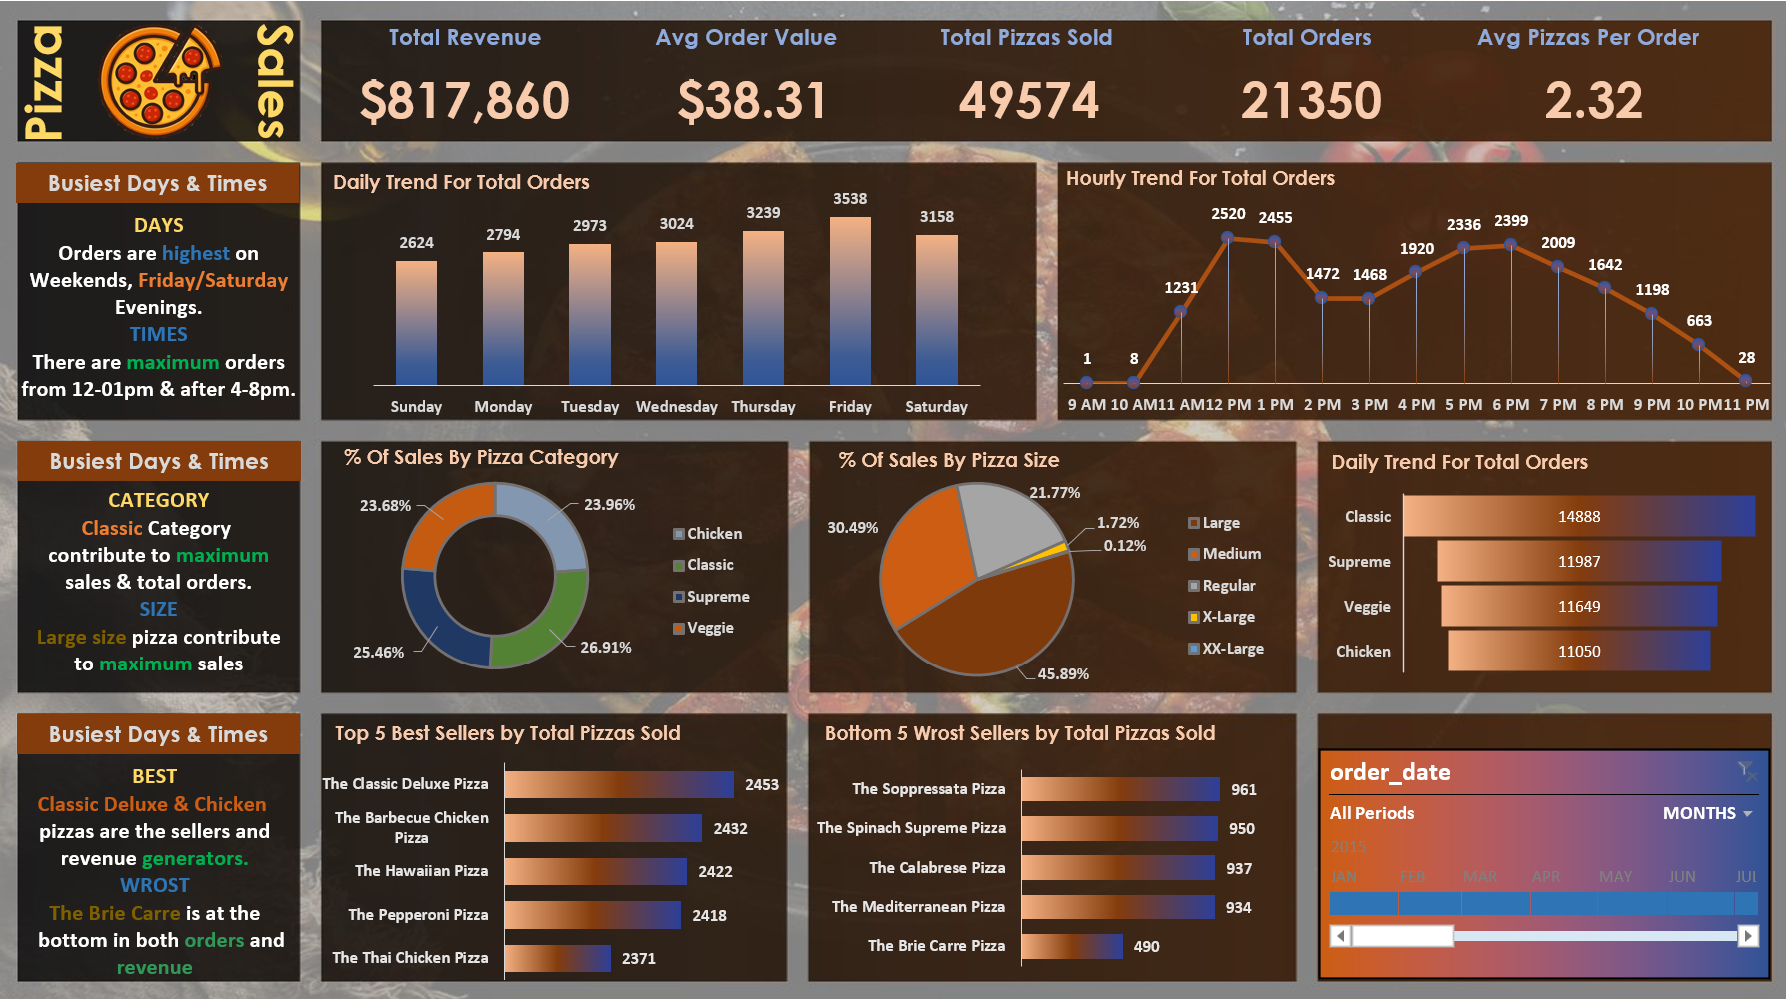 Pizza
Sales
Total Revenue
$817,860
Avg Order Value
$38.31
Total Pizzas Sold
49574
Total Orders
21350
Avg Pizzas Per Order
2.32
Busiest Days & Times
DAYS
Orders are highest on
Weekends, Friday/Saturday
Evenings.
TIMES
There are maximum orders
from 12-01pm & after 4-8pm.
Daily Trend For Total Orders
2624
2794
2973
3024
3239
3538
3158
Sunday Monday Tuesday Wednesday Thursday Friday Saturday
Hourly Trend For Total Orders
1
8
1231
2520
2455
1472
1468
1920
2336
2399
2009
1642
1198
663
28
9 AM 10 AM 11 AM 12 PM 1 PM 2 PM 3 PM 4 PM 5 PM 6 PM 7 PM 8 PM 9 PM 10 PM 11 PM
Busiest Days & Times
CATEGORY
Classic Category
contribute to maximum
sales & total orders.
SIZE
Large size pizza contribute
to maximum sales
% Of Sales By Pizza Category
23.68%
23.96%
25.46%
26.91%
Chicken
Classic
Supreme
Veggie
% Of Sales By Pizza Size
21.77%
30.49%
1.72%
0.12%
45.89%
Large
Medium
Regular
X-Large
XX-Large
Daily Trend For Total Orders
Classic 14888
Supreme 11987
Veggie 11649
Chicken 11050
Busiest Days & Times
BEST
Classic Deluxe & Chicken
pizzas are the sellers and
revenue generators.
WROST
The Brie Carre is at the
bottom in both orders and
revenue
Top 5 Best Sellers by Total Pizzas Sold
The Classic Deluxe Pizza 2453
The Barbecue Chicken
Pizza 2432
The Hawaiian Pizza 2422
The Pepperoni Pizza 2418
The Thai Chicken Pizza 2371
Bottom 5 Wrost Sellers by Total Pizzas Sold
The Soppressata Pizza 961
The Spinach Supreme Pizza 950
The Calabrese Pizza 937
The Mediterranean Pizza 934
The Brie Carre Pizza 490
order_date
All Periods MONTHS
2015
JAN FEB MAR APR MAY JUN JUL